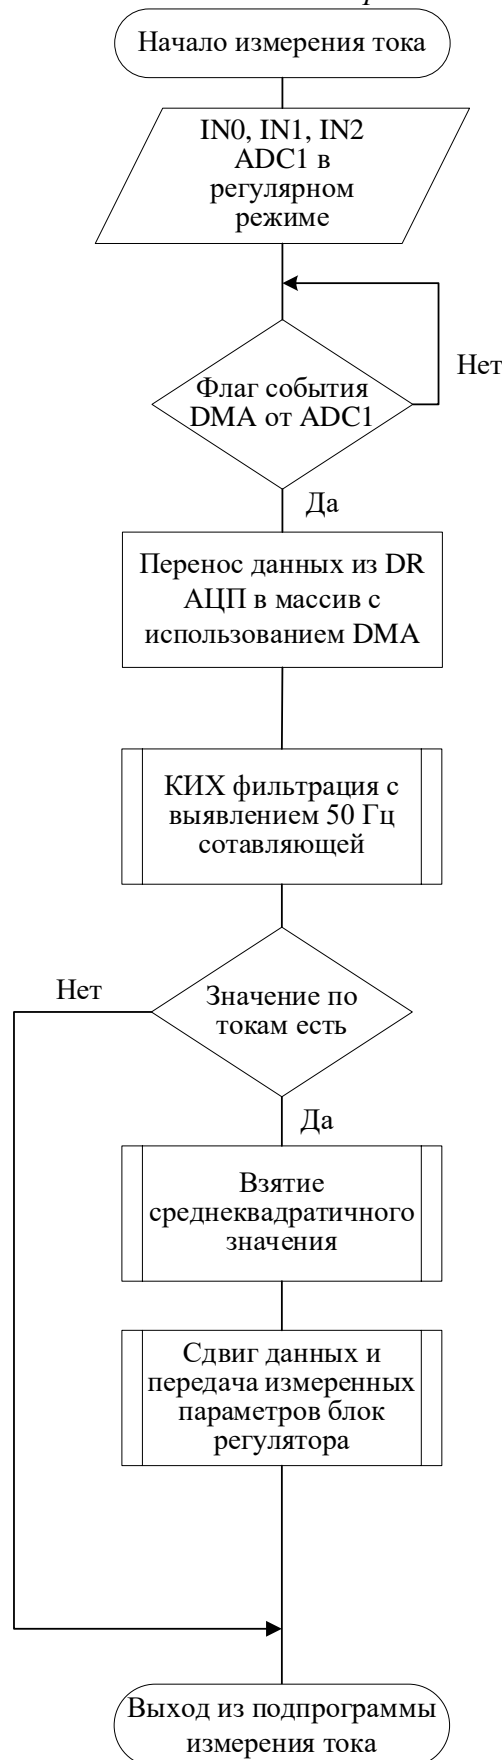 Начало измерения тока
IN0, IN1, IN2
ADC1 в
регулярном
режиме
Нет
Флаг события
DMA от ADC1
Да
Перенос данных из DR
АЦП в массив с
использованием DMA
КИХ фильтрация с
выявлением 50 Гц
сотавляющей
Нет
Значение по
токам есть
Да
Взятие
среднеквадратичного
значения
Сдвиг данных и
передача измеренных
параметров блок
регулятора
Выход из подпрограммы
измерения тока